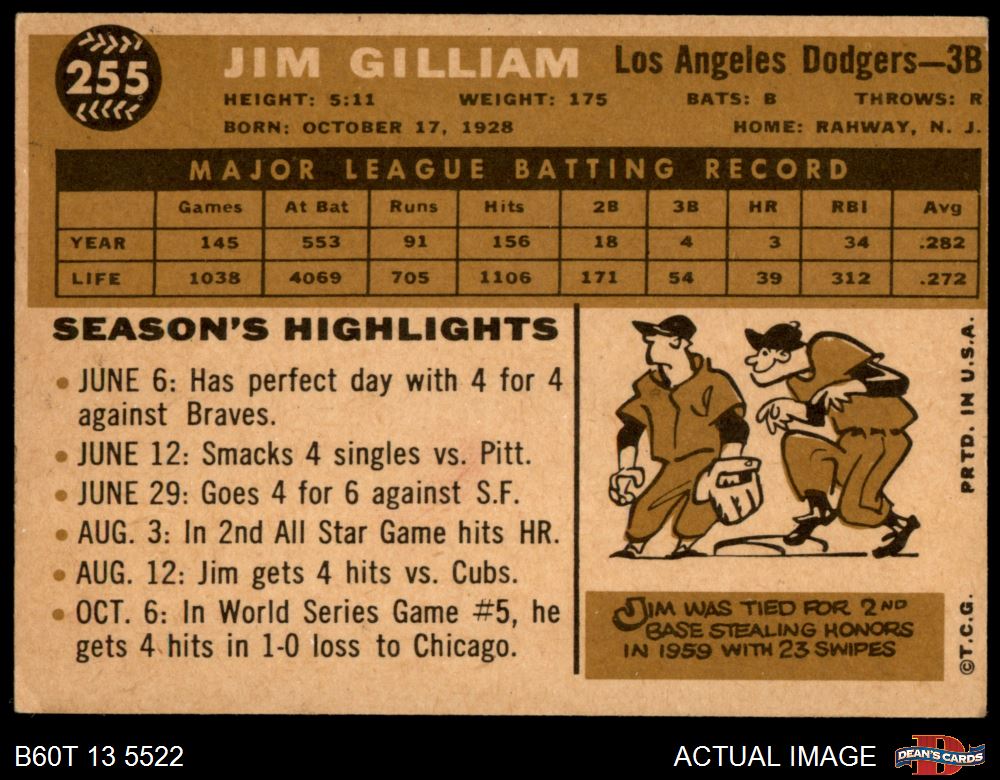 255
JIM GILLIAM Los Angeles Dodgers—3B
HEIGHT: 5:11 WEIGHT: 175 BATS: B THROWS: R
BORN: OCTOBER 17, 1928 HOME: RAHWAY, N. J.
MAJOR LEAGUE BATTING RECORD
Games At Bat Runs Hits 2B 3B HR RBI Avg
YEAR 145 553 91 156 18 4 3 34 .282
LIFE 1038 4069 705 1106 171 54 39 312 .272
SEASON'S HIGHLIGHTS
• JUNE 6: Has perfect day with 4 for 4
against Braves.
• JUNE 12: Smacks 4 singles vs. Pitt.
• JUNE 29: Goes 4 for 6 against S.F.
• AUG. 3: In 2nd All Star Game hits HR.
• AUG. 12: Jim gets 4 hits vs. Cubs.
• OCT. 6: In World Series Game #5, he
gets 4 hits in 1-0 loss to Chicago.
JIM WAS TIED FOR 2ND
BASE STEALING HONORS
IN 1959 WITH 23 SWIPES
©T.C.G. PRTD. IN U.S.A.
B60T 13 5522 ACTUAL IMAGE
D
DEAN'S CARDS